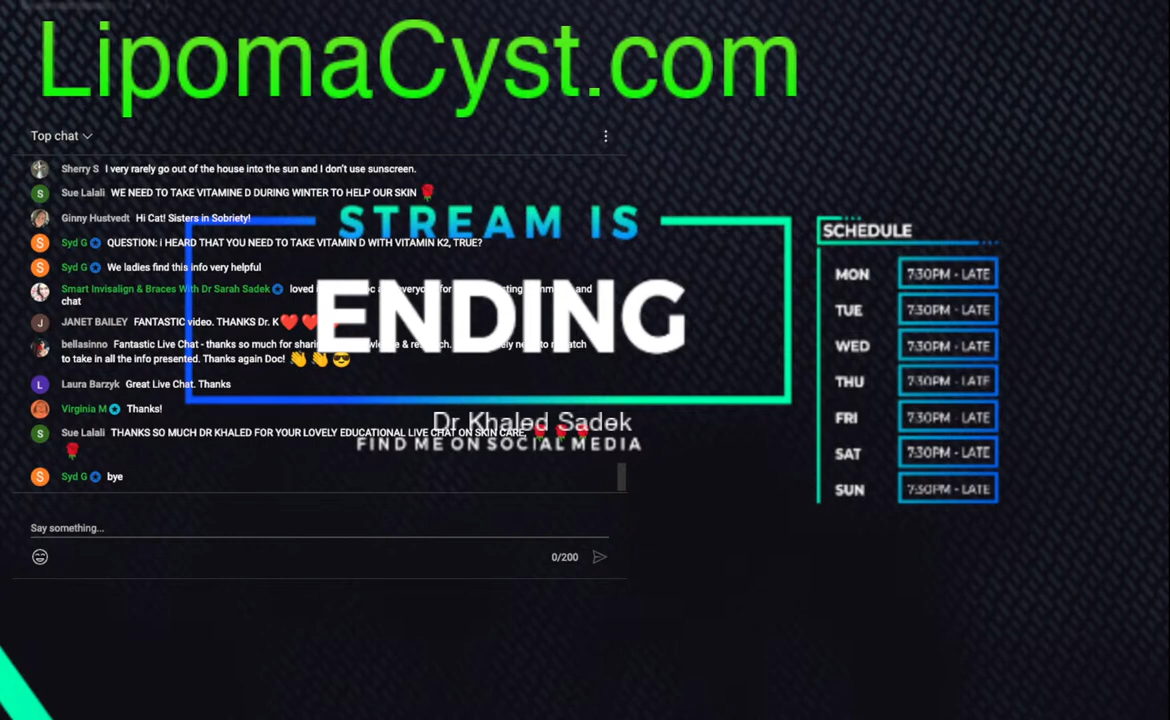 LipomaCyst.com
Top chat
Sherry S I very rarely go out of the house into the sun and I don't use sunscreen.
Sue Lalali WE NEED TO TAKE VITAMINE D DURING WINTER TO HELP OUR SKIN
Ginny Hustvedt Hi Cat! Sisters in Sobriety!
Syd G QUESTION: i HEARD THAT YOU NEED TO TAKE VITAMIN D WITH VITAMIN K2, TRUE?
Syd G We ladies find this info very helpful
Smart Invisalign & Braces With Dr Sarah Sadek loved and
chat
JANET BAILEY FANTASTIC video. THANKS Dr. K
bellasinno Fantastic Live Chat - thanks so much for
to take in all the info presented. Thanks again Doc!
Laura Barzyk Great Live Chat. Thanks
Virginia M Thanks!
Sue Lalali THANKS SO MUCH DR KHALED FOR YOUR LOVELY EDUCATIONAL LIVE CHAT ON SKIN CARE,
Syd G bye
Say something...
0/200
STREAM IS
ENDING
Dr Khaled Sadek
FIND ME ON SOCIAL MEDIA
SCHEDULE
MON 7:30PM - LATE
TUE 7:30PM - LATE
WED 7:30PM - LATE
THU 7:30PM - LATE
FRI 7:30PM - LATE
SAT 7:30PM - LATE
SUN 7:30PM - LATE